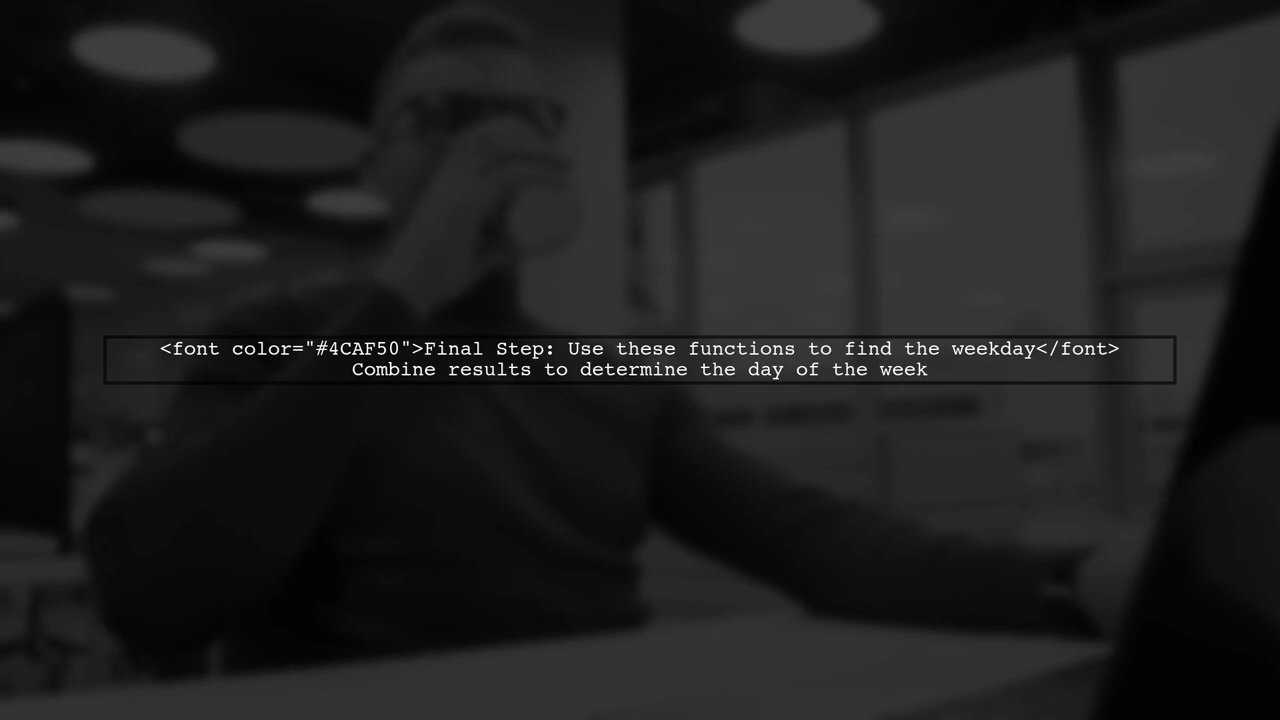 <font color="#4CAF50">Final Step: Use these functions to find the weekday</font>
Combine results to determine the day of the week